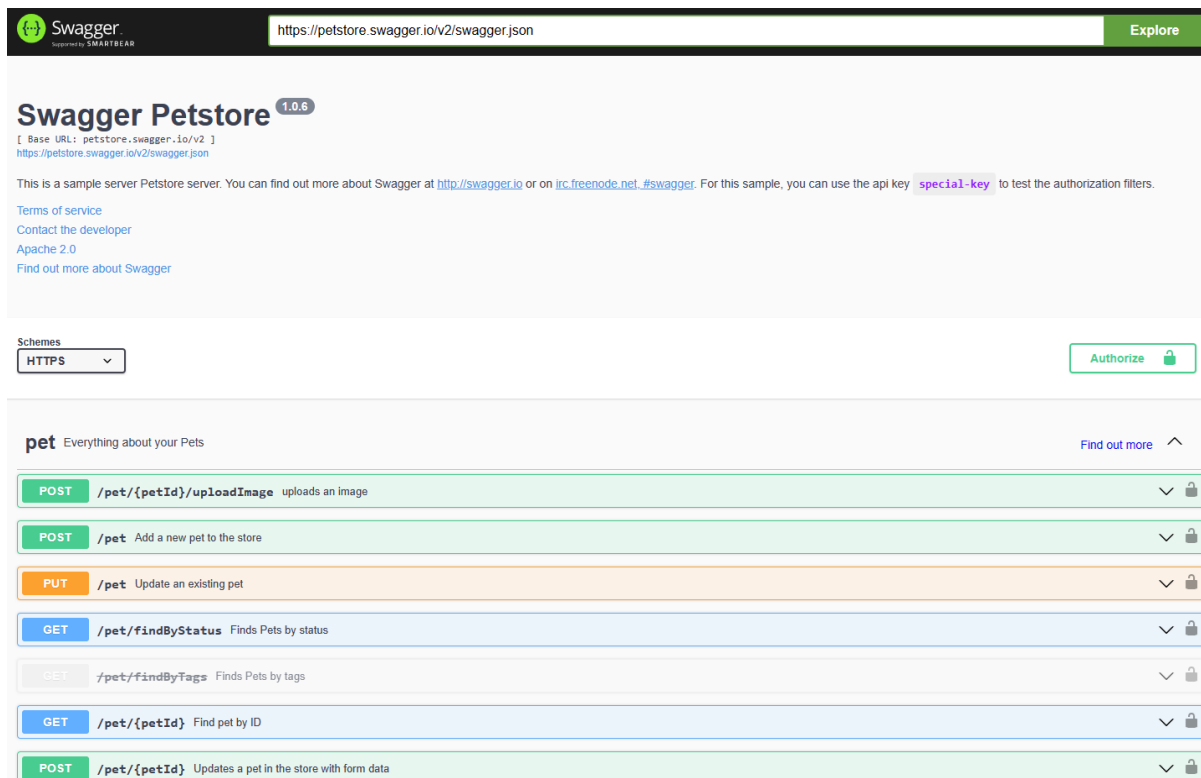 Swagger.
Supported by SMARTBEAR
https://petstore.swagger.io/v2/swagger.json
Explore
Swagger Petstore 1.0.6
[ Base URL: petstore.swagger.io/v2 ]
https://petstore.swagger.io/v2/swagger.json
This is a sample server Petstore server. You can find out more about Swagger at http://swagger.io or on irc.freenode.net, #swagger. For this sample, you can use the api key special-key to test the authorization filters.
Terms of service
Contact the developer
Apache 2.0
Find out more about Swagger
Schemes
HTTPS
Authorize
pet Everything about your Pets Find out more
POST /pet/{petId}/uploadImage uploads an image
POST /pet Add a new pet to the store
PUT /pet Update an existing pet
GET /pet/findByStatus Finds Pets by status
GET /pet/findByTags Finds Pets by tags
GET /pet/{petId} Find pet by ID
POST /pet/{petId} Updates a pet in the store with form data